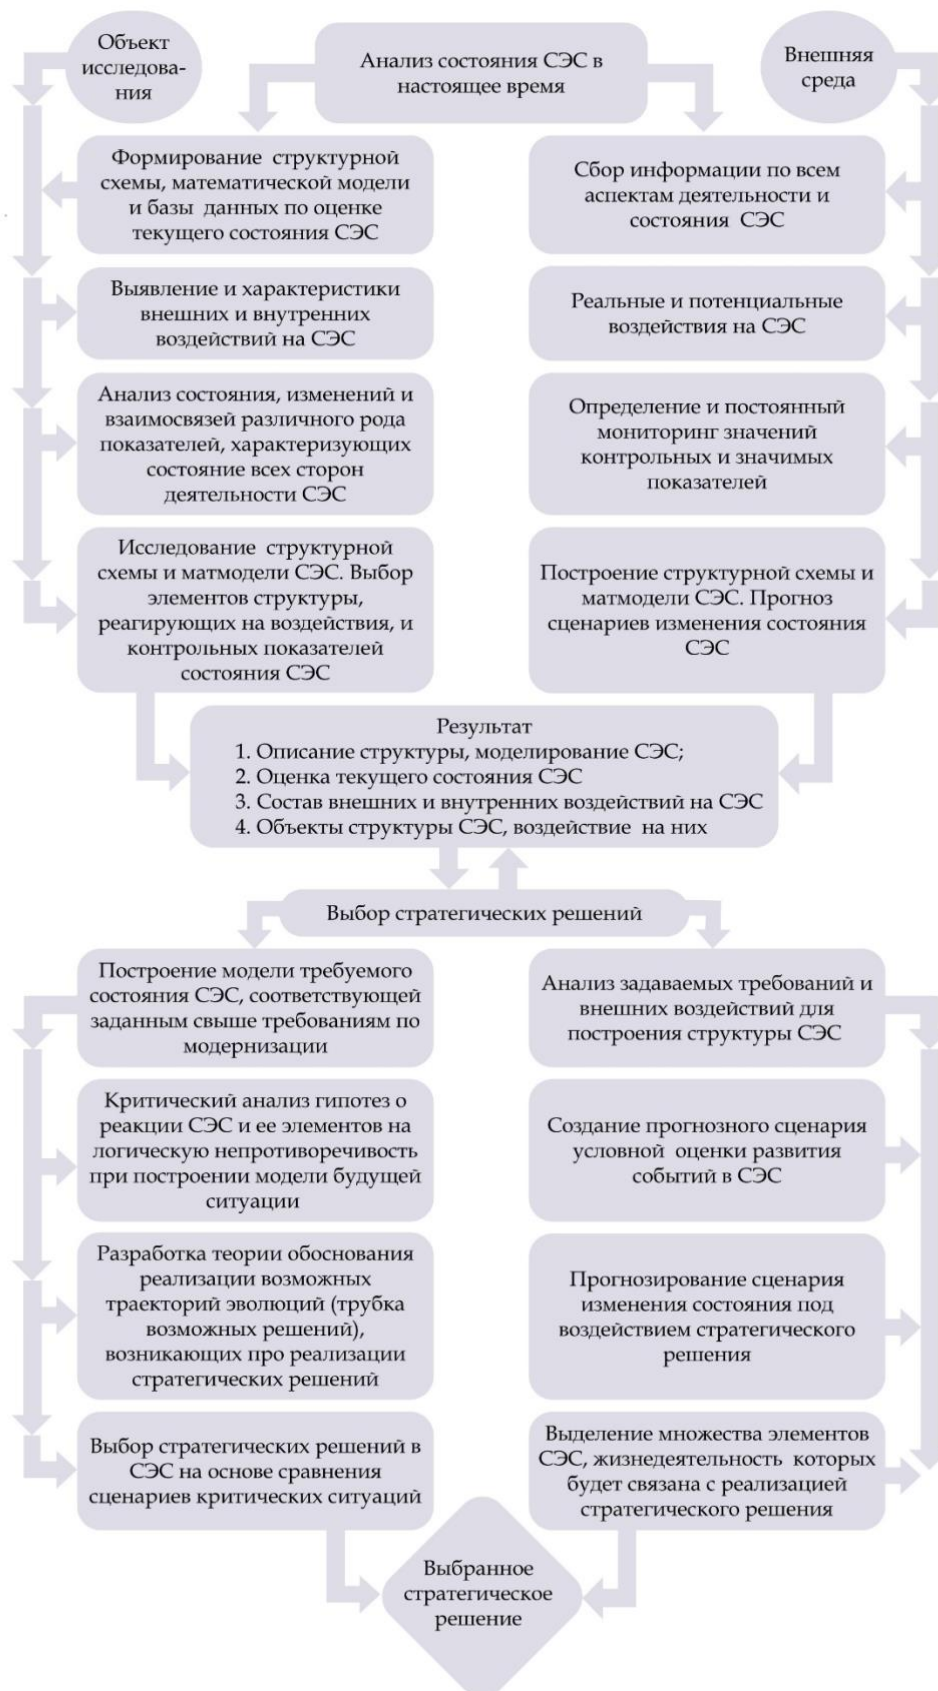 Объект
исследова-
ния
Анализ состояния СЭС в
настоящее время
Внешняя
среда
Формирование структурной
схемы, математической модели
и базы данных по оценке
текущего состояния СЭС
Сбор информации по всем
аспектам деятельности и
состояния СЭС
Выявление и характеристики
внешних и внутренних
воздействий на СЭС
Реальные и потенциальные
воздействия на СЭС
Анализ состояния, изменений и
взаимосвязей различного рода
показателей, характеризующих
состояние всех сторон
деятельности СЭС
Определение и постоянный
мониторинг значений
контрольных и значимых
показателей
Исследование структурной
схемы и матмодели СЭС. Выбор
элементов структуры,
реагирующих на воздействия, и
контрольных показателей
состояния СЭС
Построение структурной схемы и
матмодели СЭС. Прогноз
сценариев изменения состояния
СЭС
Результат
1. Описание структуры, моделирование СЭС;
2. Оценка текущего состояния СЭС
3. Состав внешних и внутренних воздействий на СЭС
4. Объекты структуры СЭС, воздействие на них
Выбор стратегических решений
Построение модели требуемого
состояния СЭС, соответствующей
заданным свыше требованиям по
модернизации
Анализ задаваемых требований и
внешних воздействий для
построения структуры СЭС
Критический анализ гипотез о
реакции СЭС и ее элементов на
логическую непротиворечивость
при построении модели будущей
ситуации
Создание прогнозного сценария
условной оценки развития
событий в СЭС
Разработка теории обоснования
реализации возможных
траекторий эволюций (трубка
возможных решений),
возникающих про реализации
стратегических решений
Прогнозирование сценария
изменения состояния под
воздействием стратегического
решения
Выбор стратегических решений в
СЭС на основе сравнения
сценариев критических ситуаций
Выделение множества элементов
СЭС, жизнедеятельность которых
будет связана с реализацией
стратегического решения
Выбранное
стратегическое
решение